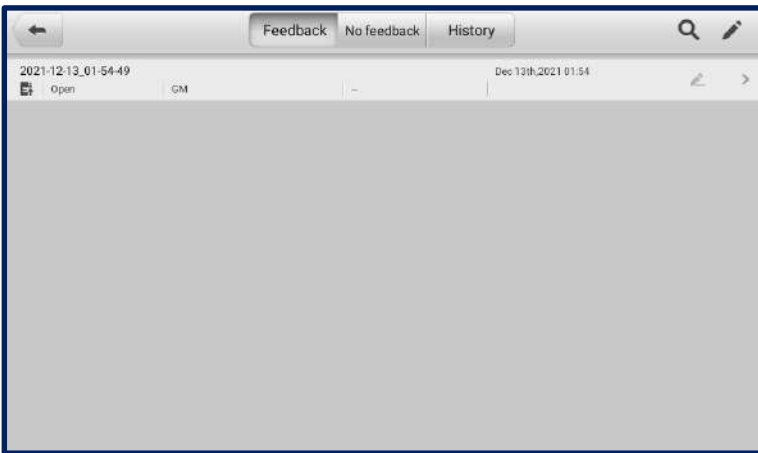 Feedback No feedback History
2021-12-13_01-54-49 Dec 13th,2021 01:54
Open GM --